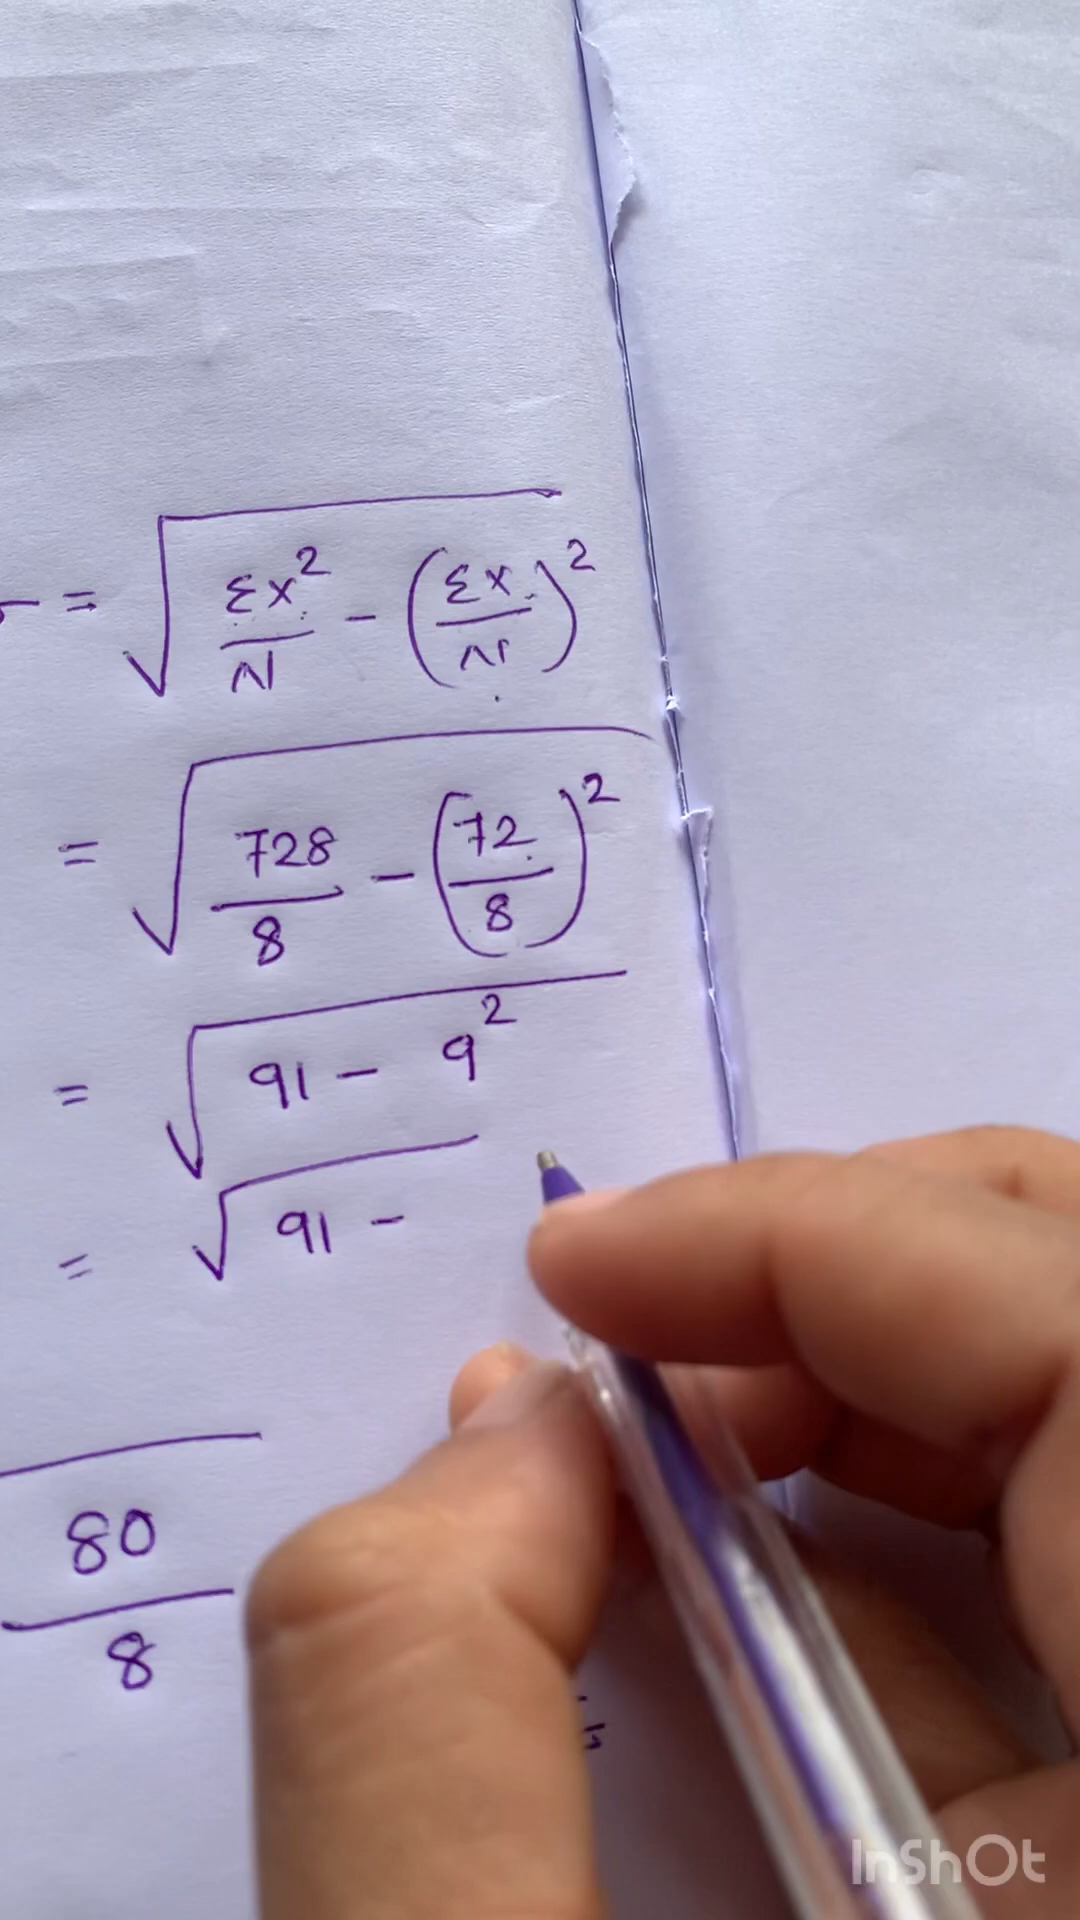 = √ Σx² / N - (Σx / N)²
= √ 728 / 8 - (72 / 8)²
= √ 91 - 9²
= √ 91 -
80
8
InShOt